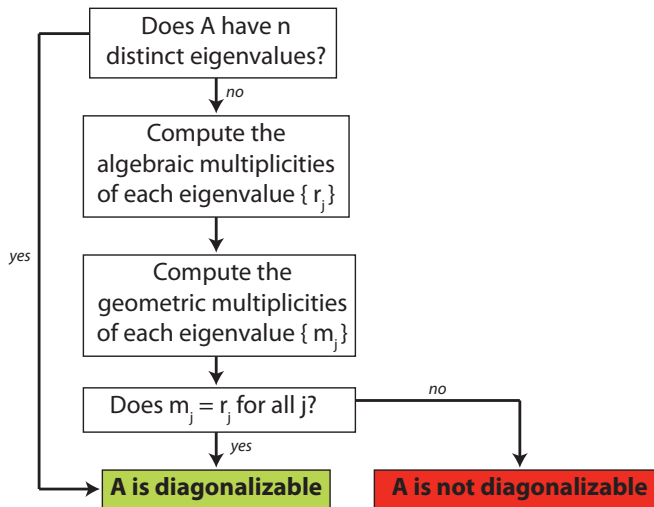 Does A have n
distinct eigenvalues?
no
Compute the
algebraic multiplicities
of each eigenvalue { r_j}
yes
Compute the
geometric multiplicities
of each eigenvalue { m_j}
Does m_j = r_j for all j?
no
yes
A is diagonalizable
A is not diagonalizable